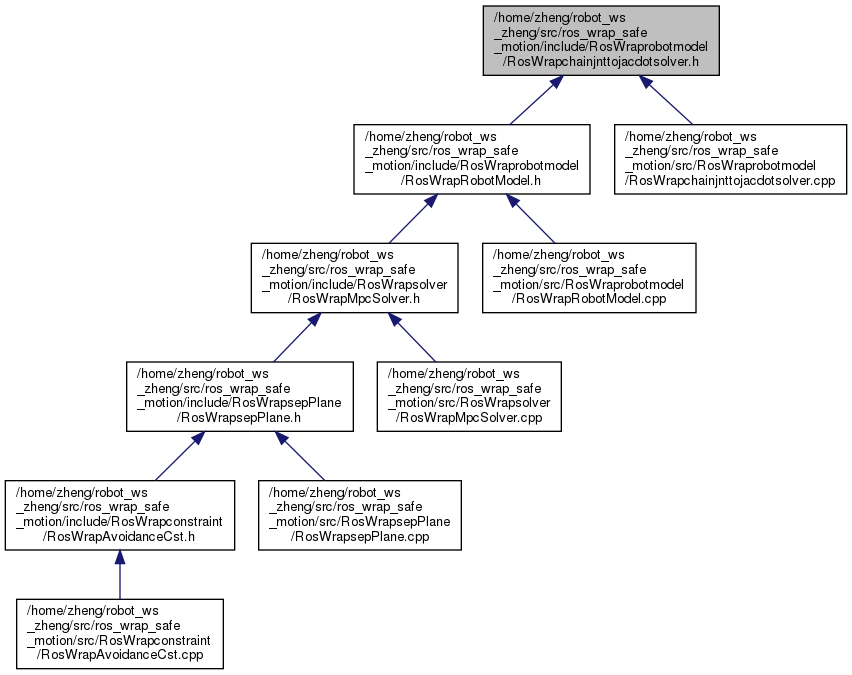 /home/zheng/robot_ws
_zheng/src/ros_wrap_safe
_motion/include/RosWraprobotmodel
/RosWrapchainjnttojacdotsolver.h
/home/zheng/robot_ws
_zheng/src/ros_wrap_safe
_motion/include/RosWraprobotmodel
/RosWrapRobotModel.h
/home/zheng/robot_ws
_zheng/src/ros_wrap_safe
_motion/src/RosWraprobotmodel
/RosWrapchainjnttojacdotsolver.cpp
/home/zheng/robot_ws
_zheng/src/ros_wrap_safe
_motion/include/RosWrapsolver
/RosWrapMpcSolver.h
/home/zheng/robot_ws
_zheng/src/ros_wrap_safe
_motion/src/RosWraprobotmodel
/RosWrapRobotModel.cpp
/home/zheng/robot_ws
_zheng/src/ros_wrap_safe
_motion/include/RosWrapsepPlane
/RosWrapsepPlane.h
/home/zheng/robot_ws
_zheng/src/ros_wrap_safe
_motion/src/RosWrapsolver
/RosWrapMpcSolver.cpp
/home/zheng/robot_ws
_zheng/src/ros_wrap_safe
_motion/include/RosWrapconstraint
/RosWrapAvoidanceCst.h
/home/zheng/robot_ws
_zheng/src/ros_wrap_safe
_motion/src/RosWrapsepPlane
/RosWrapsepPlane.cpp
/home/zheng/robot_ws
_zheng/src/ros_wrap_safe
_motion/src/RosWrapconstraint
/RosWrapAvoidanceCst.cpp